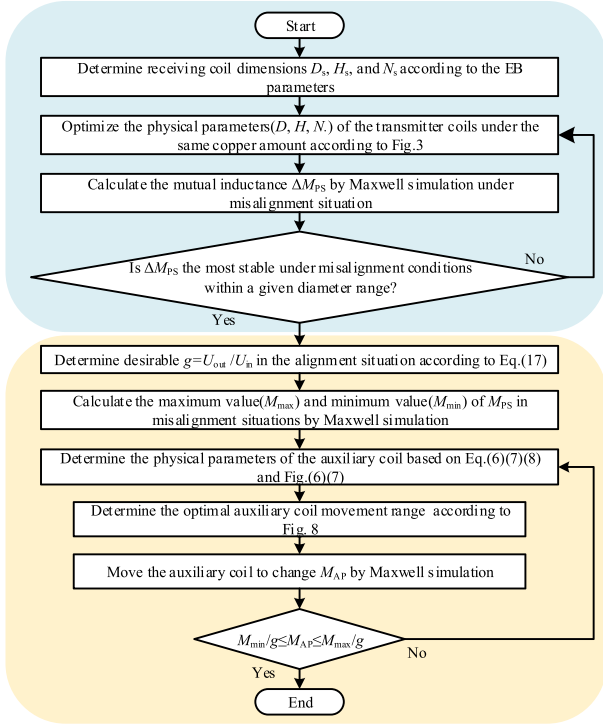 Start
Determine receiving coil dimensions Ds, Hs, and Ns according to the EB
parameters
Optimize the physical parameters(D, H, N.) of the transmitter coils under the
same copper amount according to Fig.3
Calculate the mutual inductance ΔMPS by Maxwell simulation under
misalignment situation
Is ΔMPS the most stable under misalignment conditions
within a given diameter range?
No
Yes
Determine desirable g=Uout /Uin in the alignment situation according to Eq.(17)
Calculate the maximum value(Mmax) and minimum value(Mmin) of MPS in
misalignment situations by Maxwell simulation
Determine the physical parameters of the auxiliary coil based on Eq.(6)(7)(8)
and Fig.(6)(7)
Determine the optimal auxiliary coil movement range according to
Fig. 8
Move the auxiliary coil to change MAP by Maxwell simulation
Mmin/g≤MAP≤Mmax/g
No
Yes
End